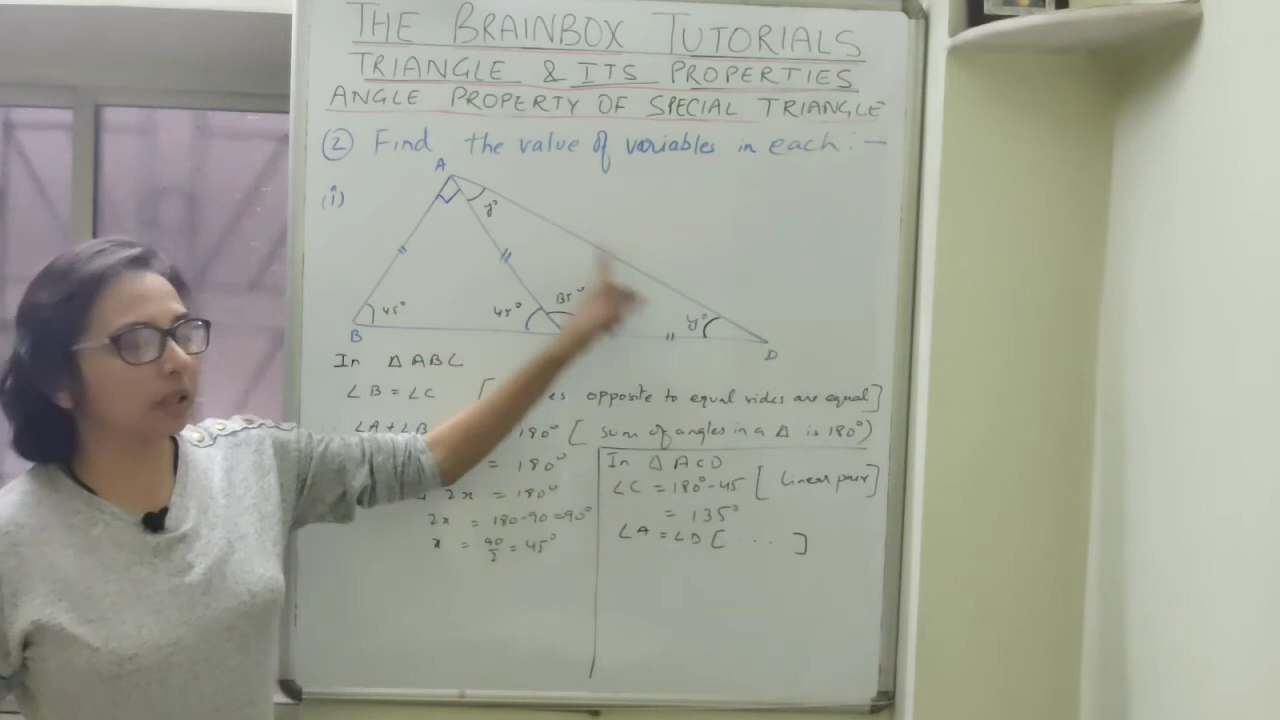 THE BRAINBOX TUTORIALS
TRIANGLE & ITS PROPERTIES
ANGLE PROPERTY OF SPECIAL TRIANGLE
② Find the value of variables in each :-
(i)
A
y°
45°
45°
135°
y°
B
D
In △ ABC
∠B = ∠C [ es opposite to equal sides are equal]
∠A + ∠B 180° [ sum of angles in a △ is 180°)
= 180°
2x = 180°
2x = 180-90 = 90°
x = 90/2 = 45°
In △ ACD
∠C = 180°-45 [ linear pair]
= 135°
∠A = ∠D [ .... ]